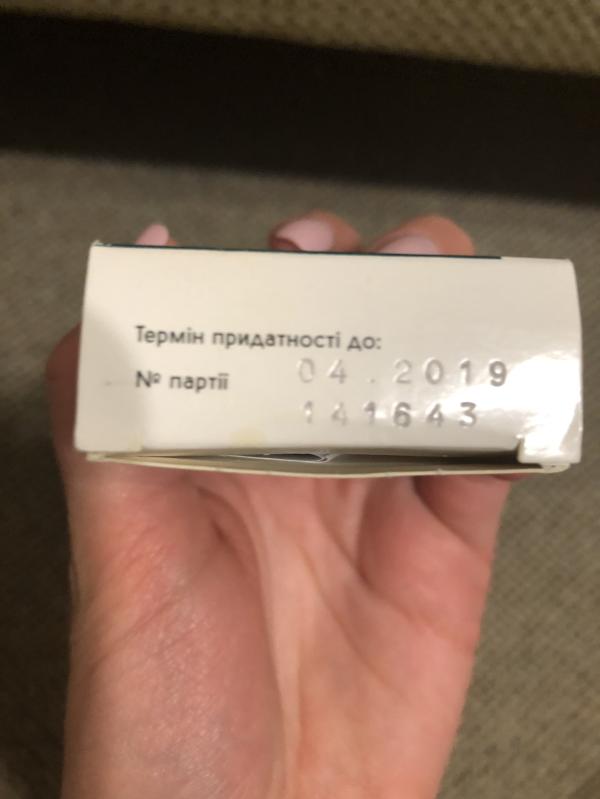 Термін придатності до:
04.2019
№ партії
141643